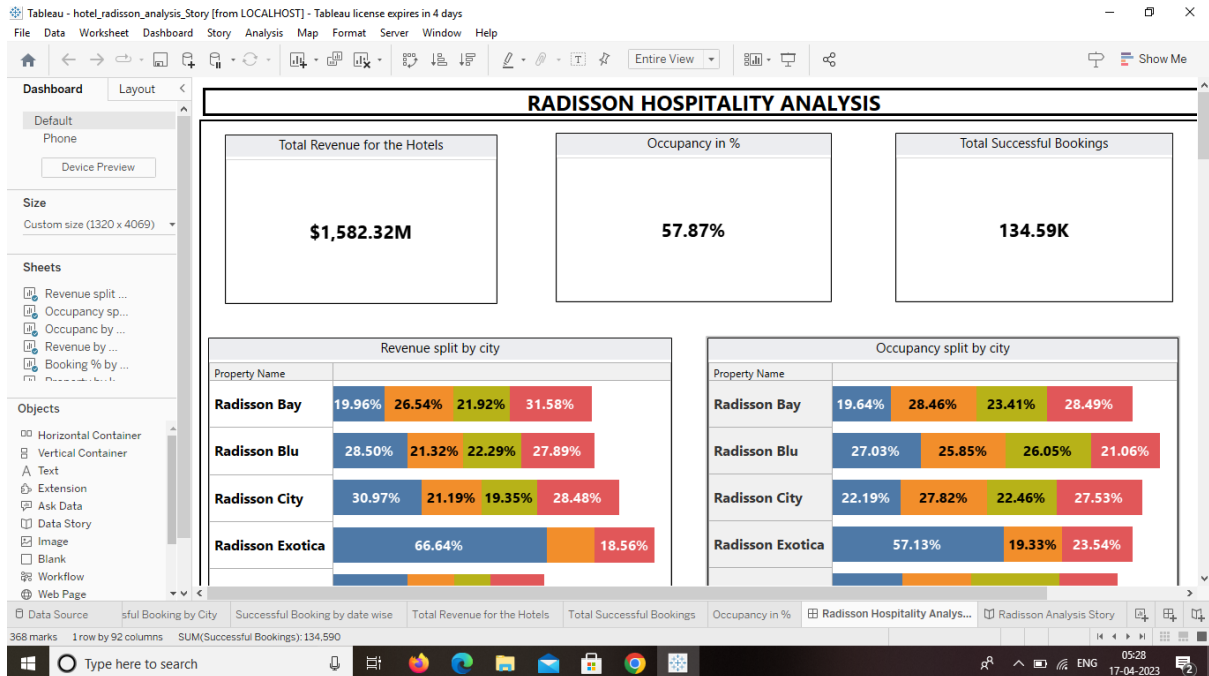 Tableau - hotel_radisson_analysis_Story [from LOCALHOST] - Tableau license expires in 4 days
File Data Worksheet Dashboard Story Analysis Map Format Server Window Help
Entire View
Show Me
Dashboard Layout
Default
Phone
Device Preview
Size
Custom size (1320 x 4069)
Sheets
Revenue split ...
Occupancy sp...
Occupanc by ...
Revenue by ...
Booking % by ...
Objects
Horizontal Container
Vertical Container
Text
Extension
Ask Data
Data Story
Image
Blank
Workflow
Web Page
RADISSON HOSPITALITY ANALYSIS
Total Revenue for the Hotels
$1,582.32M
Occupancy in %
57.87%
Total Successful Bookings
134.59K
Revenue split by city
Property Name
Radisson Bay 19.96% 26.54% 21.92% 31.58%
Radisson Blu 28.50% 21.32% 22.29% 27.89%
Radisson City 30.97% 21.19% 19.35% 28.48%
Radisson Exotica 66.64% 18.56%
Occupancy split by city
Property Name
Radisson Bay 19.64% 28.46% 23.41% 28.49%
Radisson Blu 27.03% 25.85% 26.05% 21.06%
Radisson City 22.19% 27.82% 22.46% 27.53%
Radisson Exotica 57.13% 19.33% 23.54%
Data Source sful Booking by City Successful Booking by date wise Total Revenue for the Hotels Total Successful Bookings Occupancy in % Radisson Hospitality Analys... Radisson Analysis Story
368 marks 1 row by 92 columns SUM(Successful Bookings): 134,590
Type here to search
ENG
05:28
17-04-2023
2